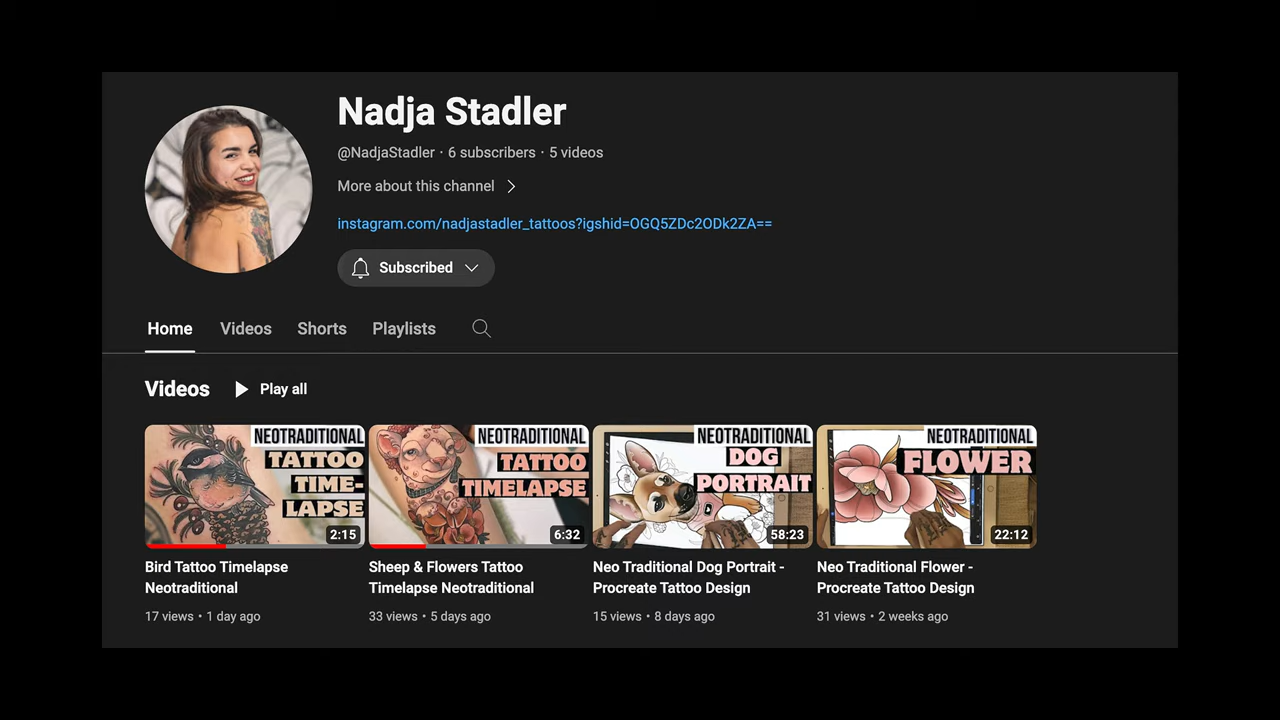 Nadja Stadler
@NadjaStadler · 6 subscribers · 5 videos
More about this channel
instagram.com/nadjastadler_tattoos?igshid=OGQ5ZDc2ODk2ZA==
Subscribed
Home Videos Shorts Playlists
Videos Play all
NEOTRADITIONAL
TATTOO
TIME-
LAPSE
2:15
NEOTRADITIONAL
TATTOO
TIMELAPSE
6:32
NEOTRADITIONAL
DOG
PORTRAIT
58:23
NEOTRADITIONAL
FLOWER
22:12
Bird Tattoo Timelapse
Neotraditional
17 views • 1 day ago
Sheep & Flowers Tattoo
Timelapse Neotraditional
33 views • 5 days ago
Neo Traditional Dog Portrait -
Procreate Tattoo Design
15 views • 8 days ago
Neo Traditional Flower -
Procreate Tattoo Design
31 views • 2 weeks ago